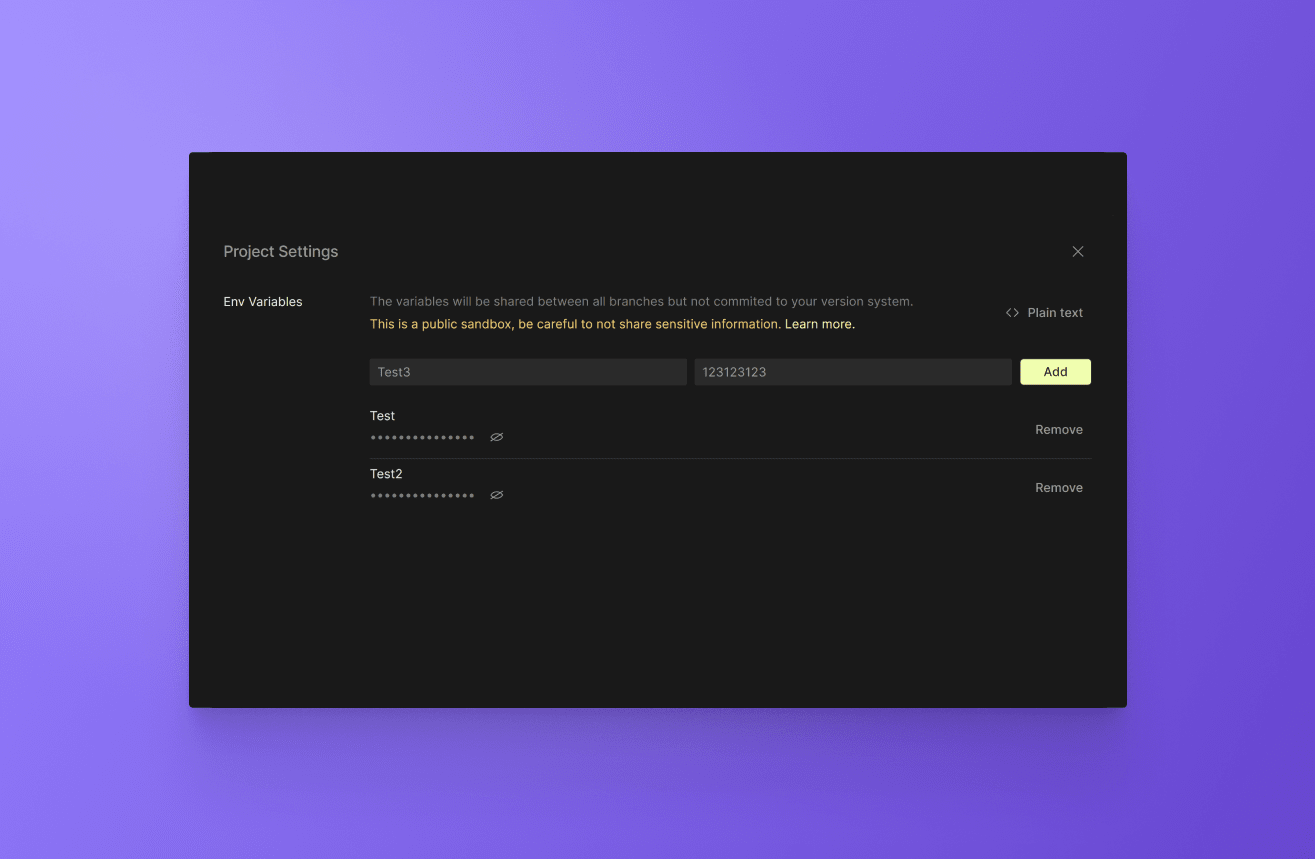 Project Settings
Env Variables
The variables will be shared between all branches but not commited to your version system.
This is a public sandbox, be careful to not share sensitive information. Learn more.
<> Plain text
Test3
123123123
Add
Test
•••••••••••••••
Remove
Test2
•••••••••••••••
Remove